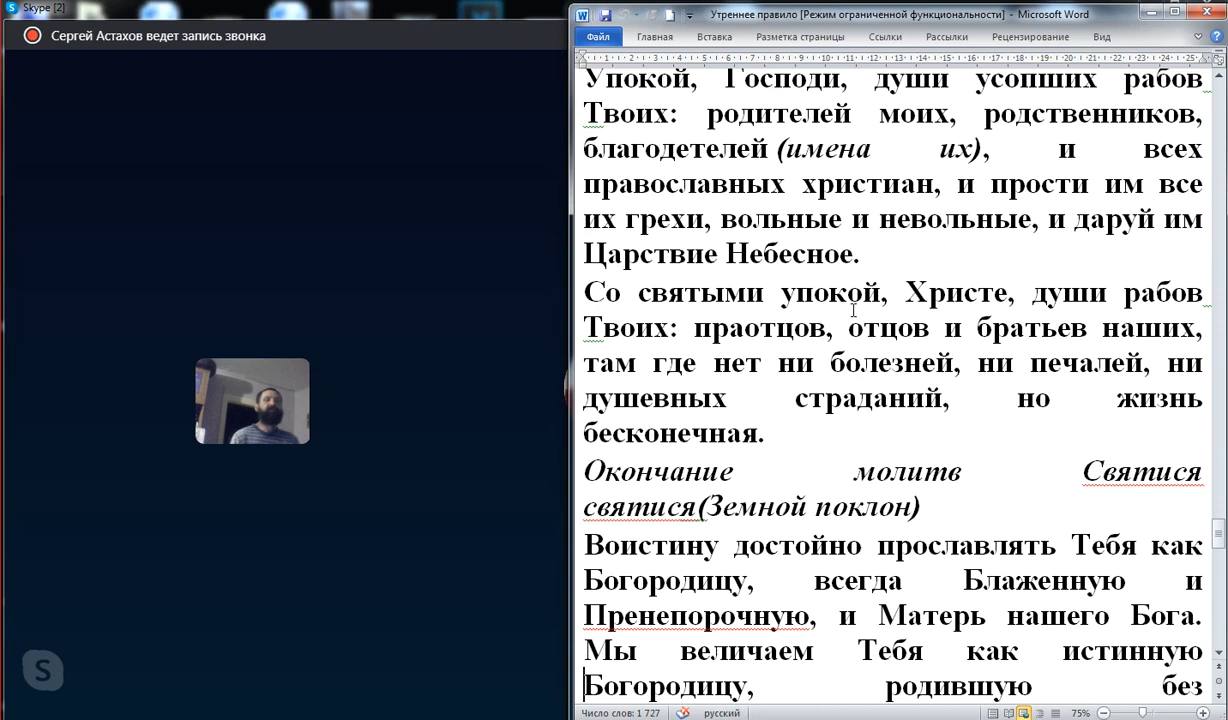 Skype [2]
Сергей Астахов ведет запись звонка
Утреннее правило [Режим ограниченной функциональности] - Microsoft Word
Файл Главная Вставка Разметка страницы Ссылки Рассылки Рецензирование Вид
Упокой, Господи, души усопших рабов
Твоих: родителей моих, родственников,
благодетелей (имена их), и всех
православных христиан, и прости им все
их грехи, вольные и невольные, и даруй им
Царствие Небесное.
Со святыми упокой, Христе, души рабов
Твоих: праотцов, отцов и братьев наших,
там где нет ни болезней, ни печалей, ни
душевных страданий, но жизнь
бесконечная.
Окончание молитв Святися
святися(Земной поклон)
Воистину достойно прославлять Тебя как
Богородицу, всегда Блаженную и
Пренепорочную, и Матерь нашего Бога.
Мы величаем Тебя как истинную
Богородицу, родившую без
Число слов: 1 727 русский 75%